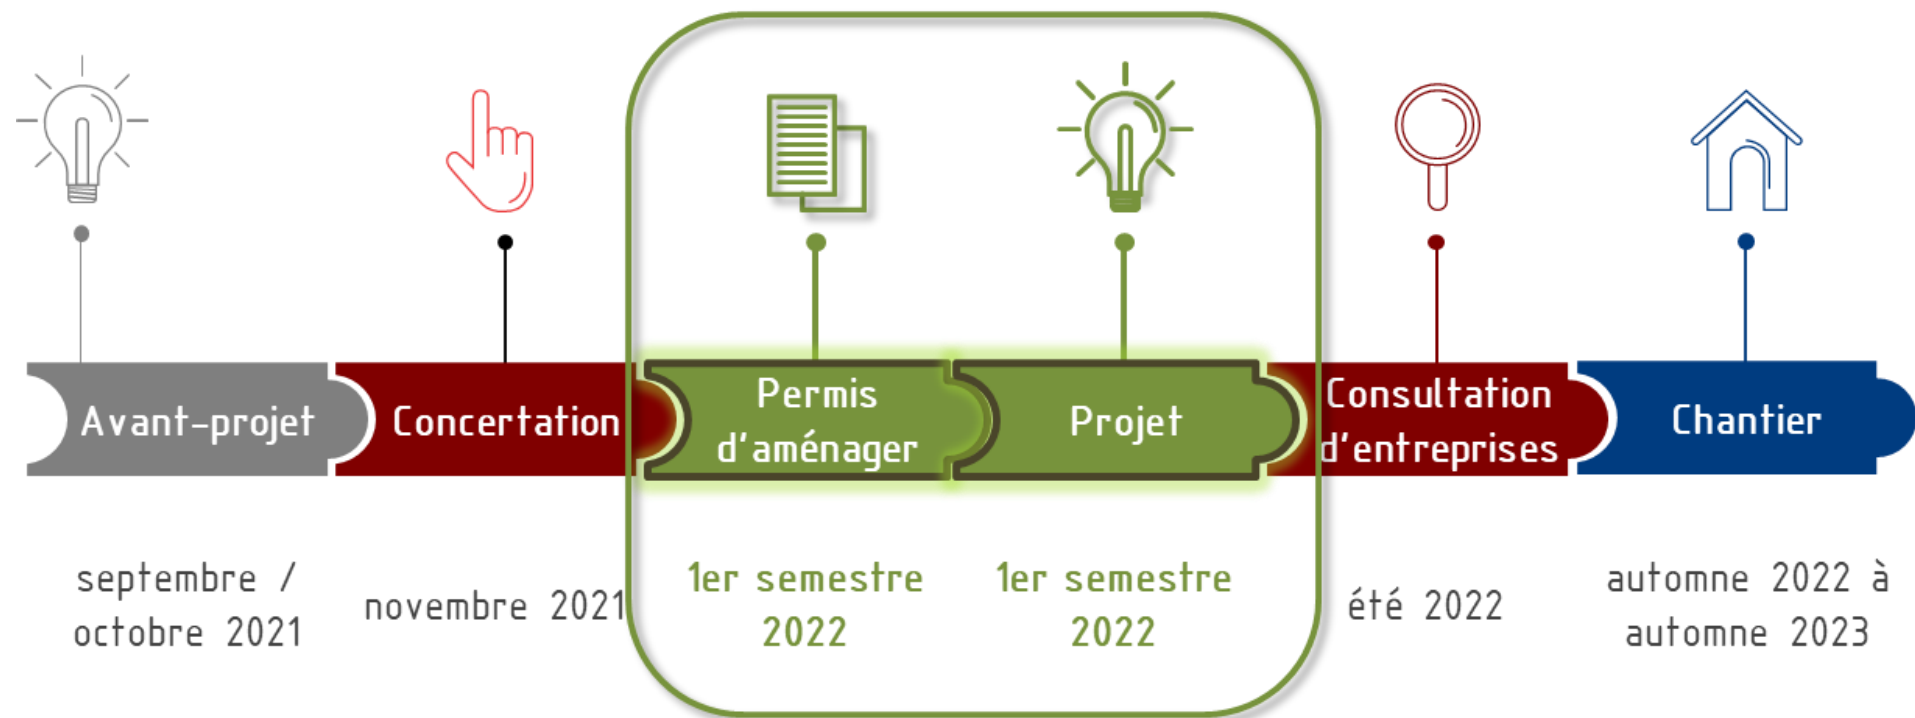 Avant-projet
Concertation
Permis
d'aménager
Projet
Consultation
d'entreprises
Chantier
septembre /
octobre 2021
novembre 2021
1er semestre
2022
1er semestre
2022
été 2022
automne 2022 à
automne 2023